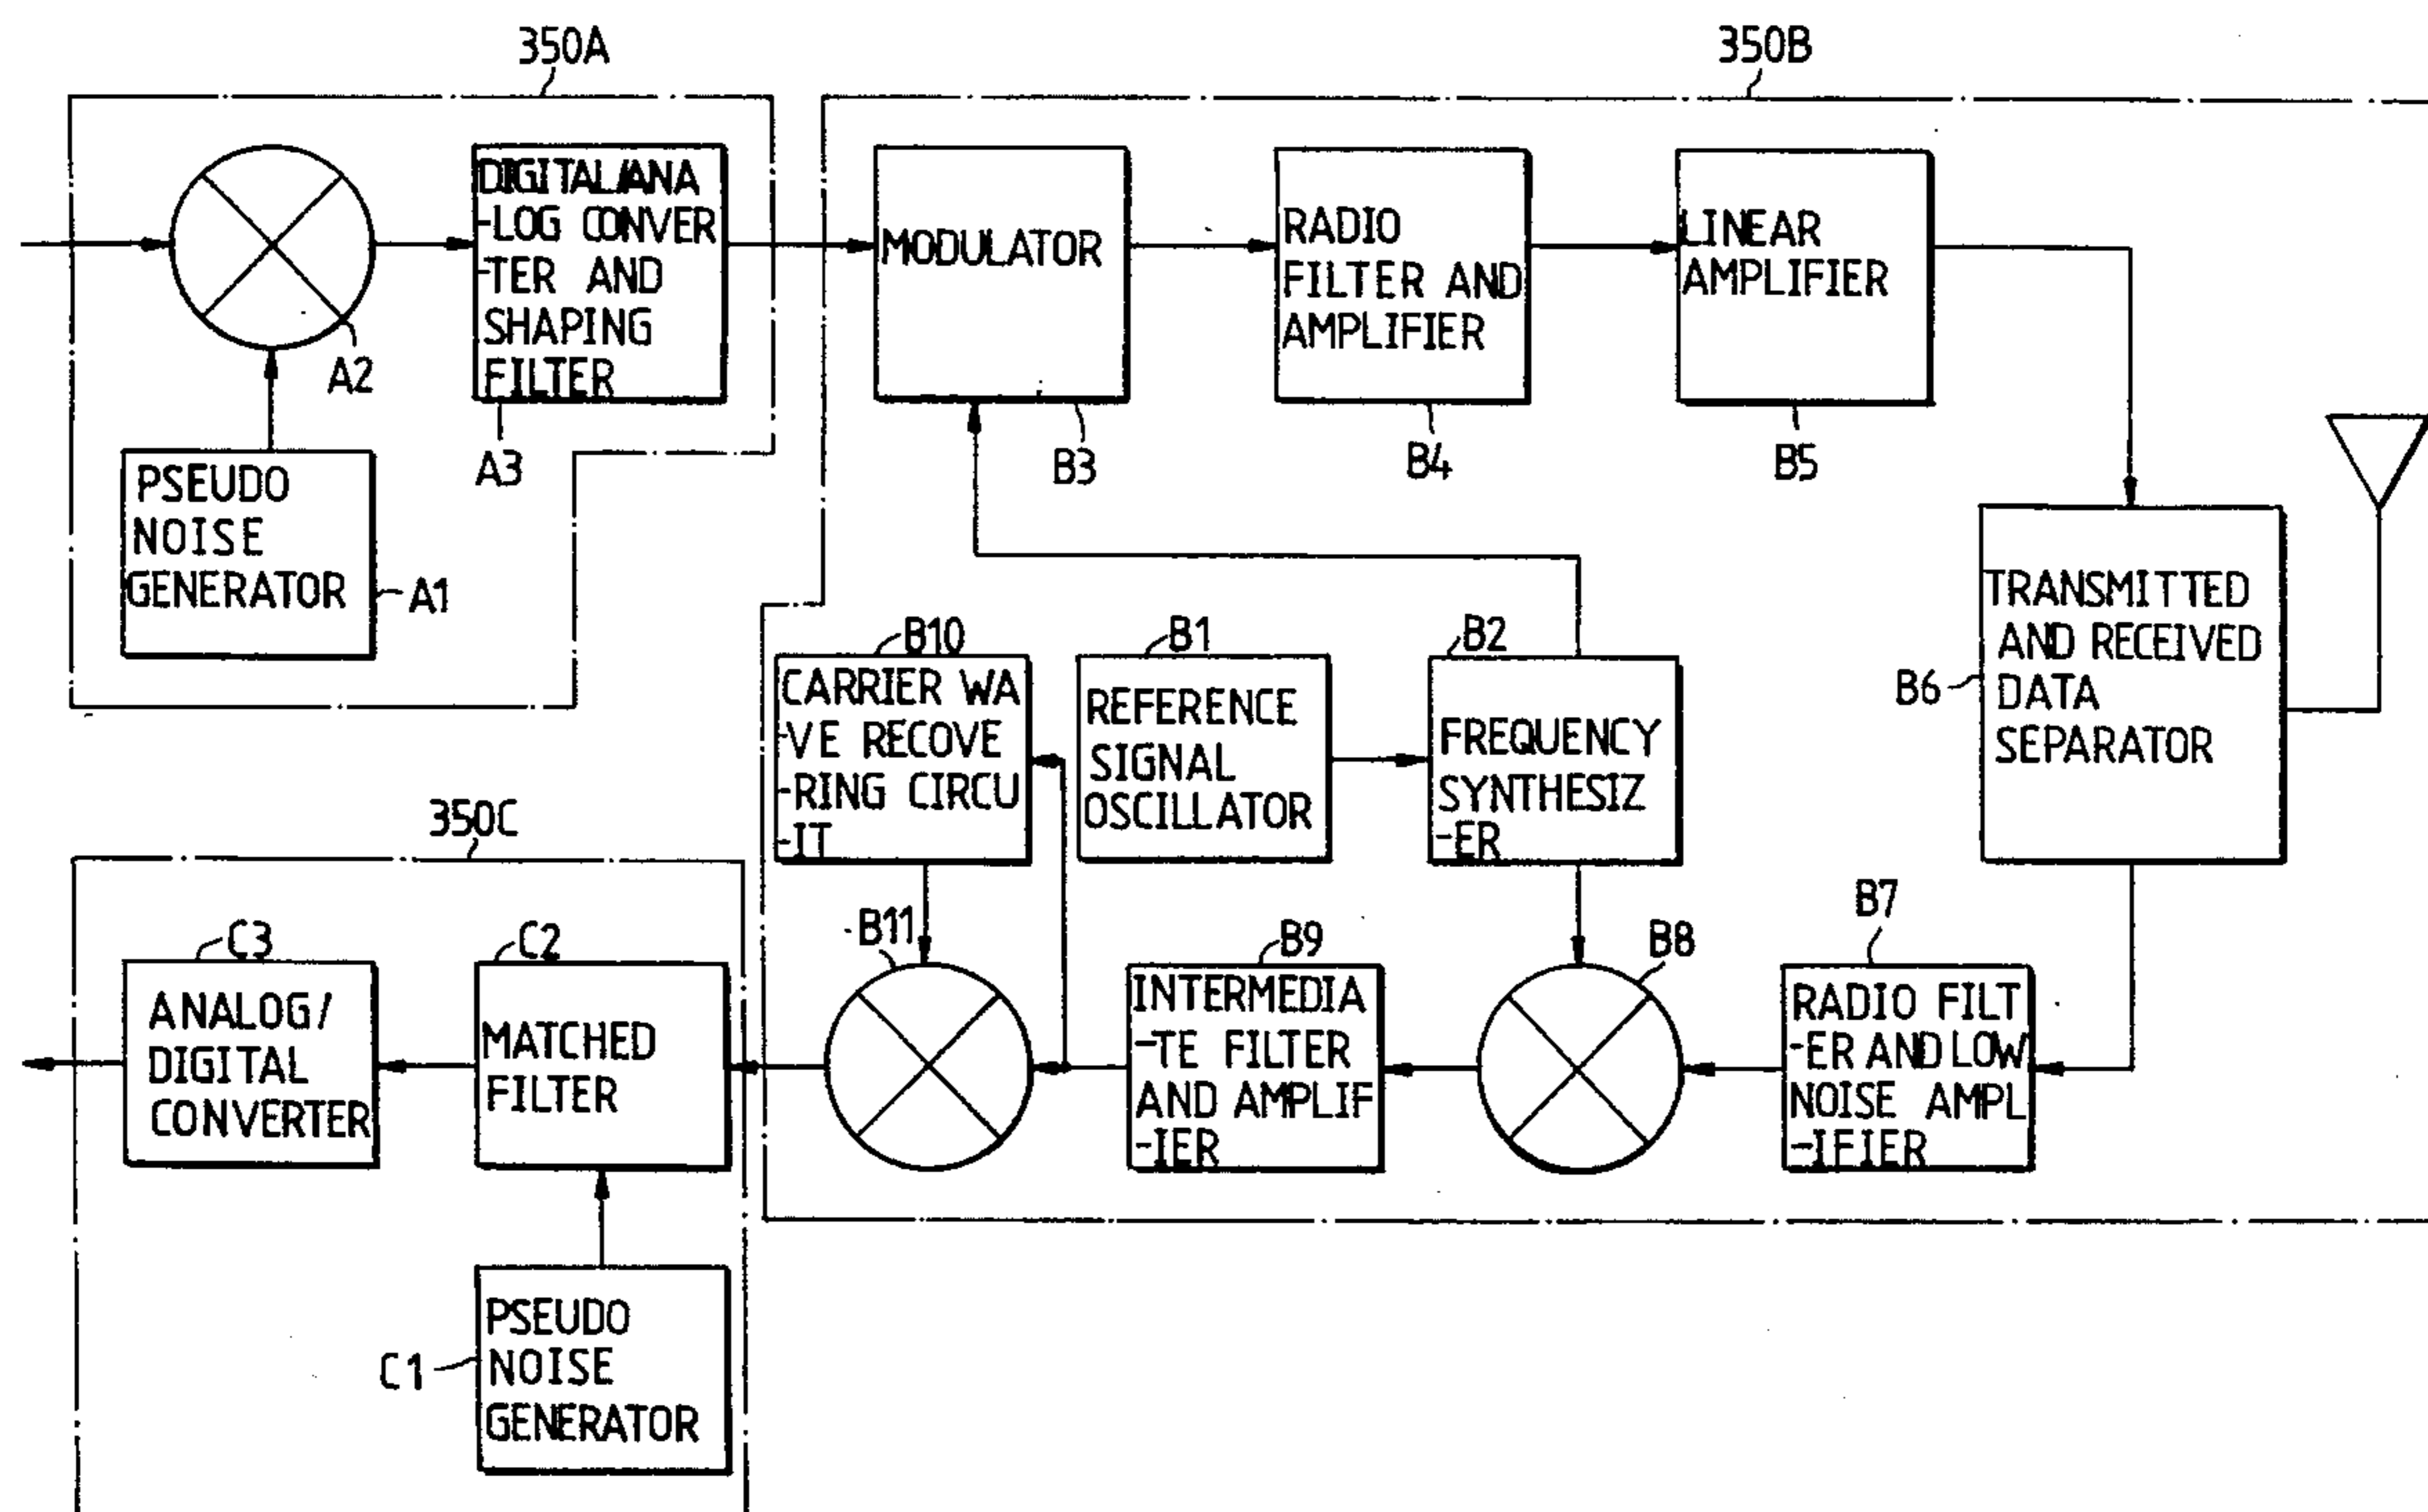 350A
350B
DIGITAL/ANA
-LOG CONVER
-TER AND
SHAPING
FILTER
A2
A3
PSEUDO
NOISE
GENERATOR
A1
MODULATOR
B3
RADIO
FILTER AND
AMPLIFIER
B4
LINEAR
AMPLIFIER
B5
TRANSMITTED
AND RECEIVED
DATA
SEPARATOR
B6
B10
CARRIER WA
-VE RECOVE
-RING CIRCU
-IT
B1
REFERENCE
SIGNAL
OSCILLATOR
B2
FREQUENCY
SYNTHESIZ
-ER
350C
C3
ANALOG/
DIGITAL
CONVERTER
C2
MATCHED
FILTER
B11
B9
INTERMEDIA
-TE FILTER
AND AMPLIF
-IER
B8
B7
RADIO FILT
-ER AND LOW
NOISE AMPL
-IFIER
C1
PSEUDO
NOISE
GENERATOR